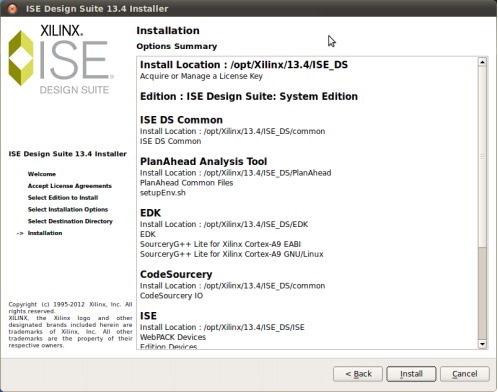 ISE Design Suite 13.4 Installer
XILINX.
ISE.
DESIGN SUITE
ISE Design Suite 13.4 Installer
Welcome
Accept License Agreements
Select Edition to Install
Select Installation Options
Select Destination Directory
-> Installation
Copyright (c) 1995-2012 Xilinx, Inc. All
rights reserved.
XILINX, the Xilinx logo and other
designated brands included herein are
trademarks of Xilinx, Inc. All other
trademarks are the property of their
respective owners.
Installation
Options Summary
Install Location : /opt/Xilinx/13.4/ISE_DS
Acquire or Manage a License Key
Edition : ISE Design Suite: System Edition
ISE DS Common
Install Location : /opt/Xilinx/13.4/ISE_DS/common
ISE DS Common
PlanAhead Analysis Tool
Install Location : /opt/Xilinx/13.4/ISE_DS/PlanAhead
PlanAhead Common Files
setupEnv.sh
EDK
Install Location : /opt/Xilinx/13.4/ISE_DS/EDK
EDK
SourceryG++ Lite for Xilinx Cortex-A9 EABI
SourceryG++ Lite for Xilinx Cortex-A9 GNU/Linux
CodeSourcery
Install Location : /opt/Xilinx/13.4/ISE_DS/common
CodeSourcery IO
ISE
Install Location : /opt/Xilinx/13.4/ISE_DS/ISE
WebPACK Devices
Edition Devices
< Back
Install
Cancel